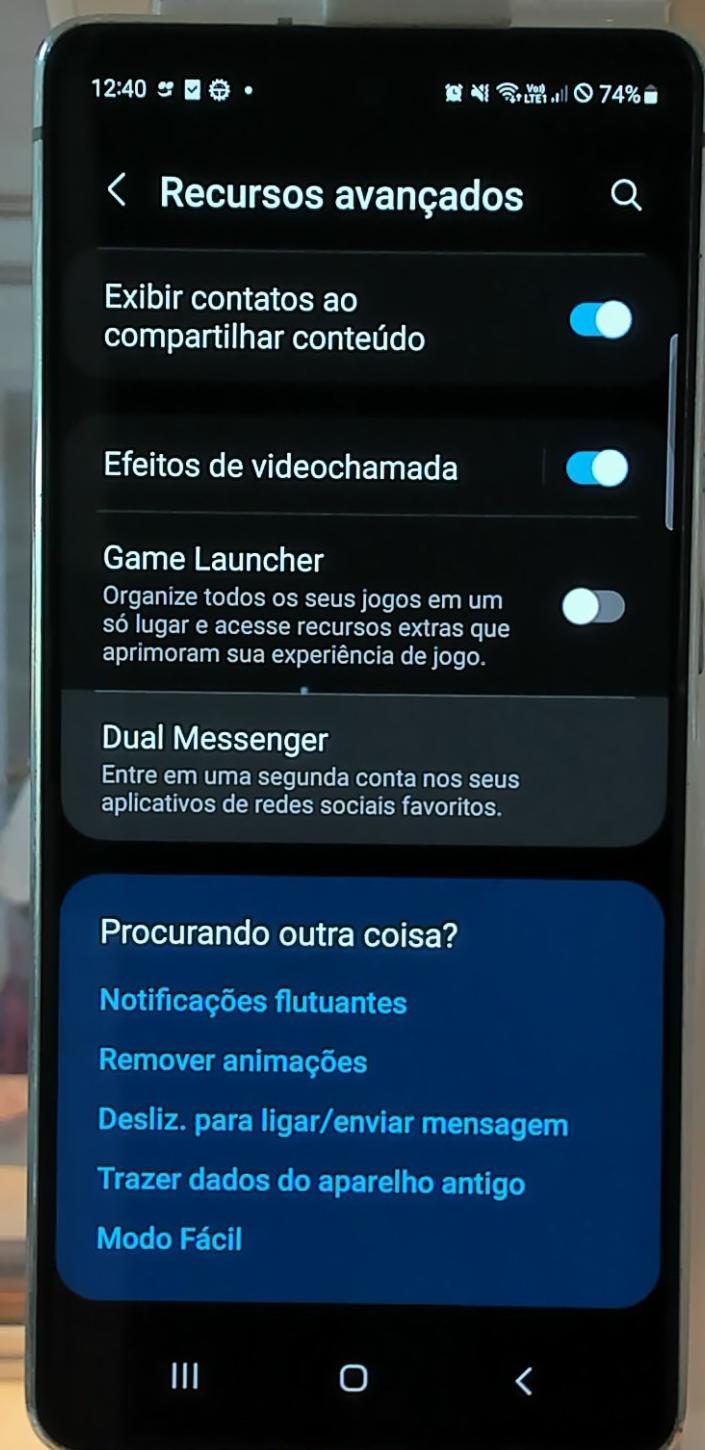 12:40
Vo))
LTE1
74%
Recursos avançados
Exibir contatos ao
compartilhar conteúdo
Efeitos de videochamada
Game Launcher
Organize todos os seus jogos em um
só lugar e acesse recursos extras que
aprimoram sua experiência de jogo.
Dual Messenger
Entre em uma segunda conta nos seus
aplicativos de redes sociais favoritos.
Procurando outra coisa?
Notificações flutuantes
Remover animações
Desliz. para ligar/enviar mensagem
Trazer dados do aparelho antigo
Modo Fácil